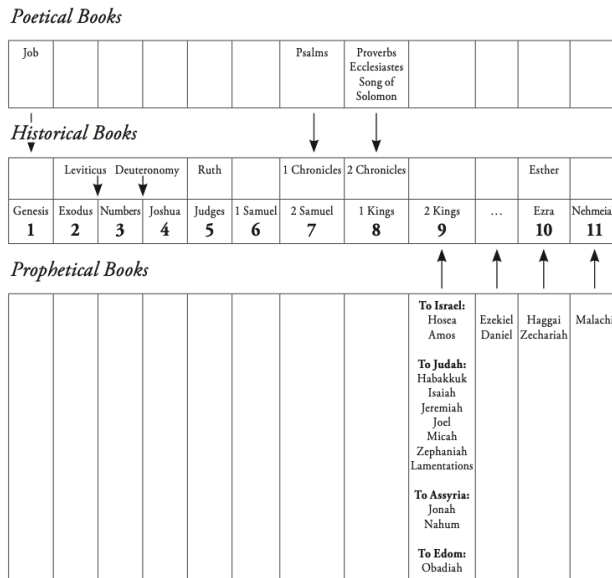 Poetical Books
Job
Psalms
Proverbs
Ecclesiastes
Song of
Solomon
Historical Books
Leviticus Deuteronomy Ruth 1 Chronicles 2 Chronicles Esther
Genesis Exodus Numbers Joshua Judges 1 Samuel 2 Samuel 1 Kings 2 Kings ... Ezra Nehmeia
1 2 3 4 5 6 7 8 9 10 11
Prophetical Books
To Israel:
Hosea
Amos
To Judah:
Habakkuk
Isaiah
Jeremiah
Joel
Micah
Zephaniah
Lamentations
To Assyria:
Jonah
Nahum
To Edom:
Obadiah
Ezekiel
Daniel
Haggai
Zechariah
Malachi